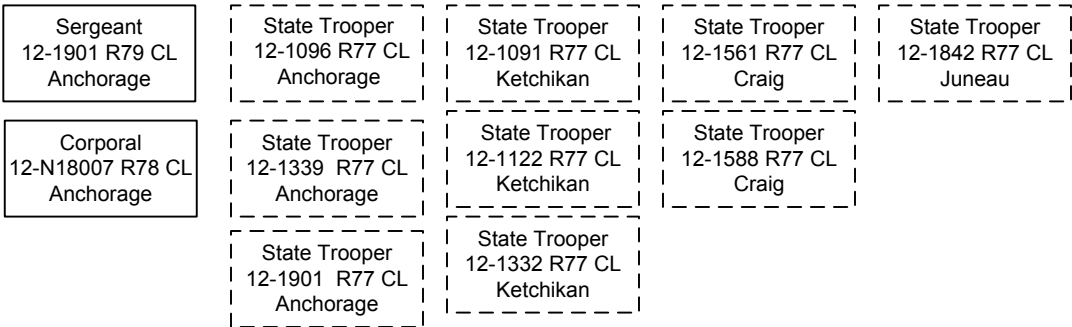 Sergeant
12-1901 R79 CL
Anchorage
State Trooper
12-1096 R77 CL
Anchorage
State Trooper
12-1091 R77 CL
Ketchikan
State Trooper
12-1561 R77 CL
Craig
State Trooper
12-1842 R77 CL
Juneau
Corporal
12-N18007 R78 CL
Anchorage
State Trooper
12-1339 R77 CL
Anchorage
State Trooper
12-1122 R77 CL
Ketchikan
State Trooper
12-1588 R77 CL
Craig
State Trooper
12-1901 R77 CL
Anchorage
State Trooper
12-1332 R77 CL
Ketchikan